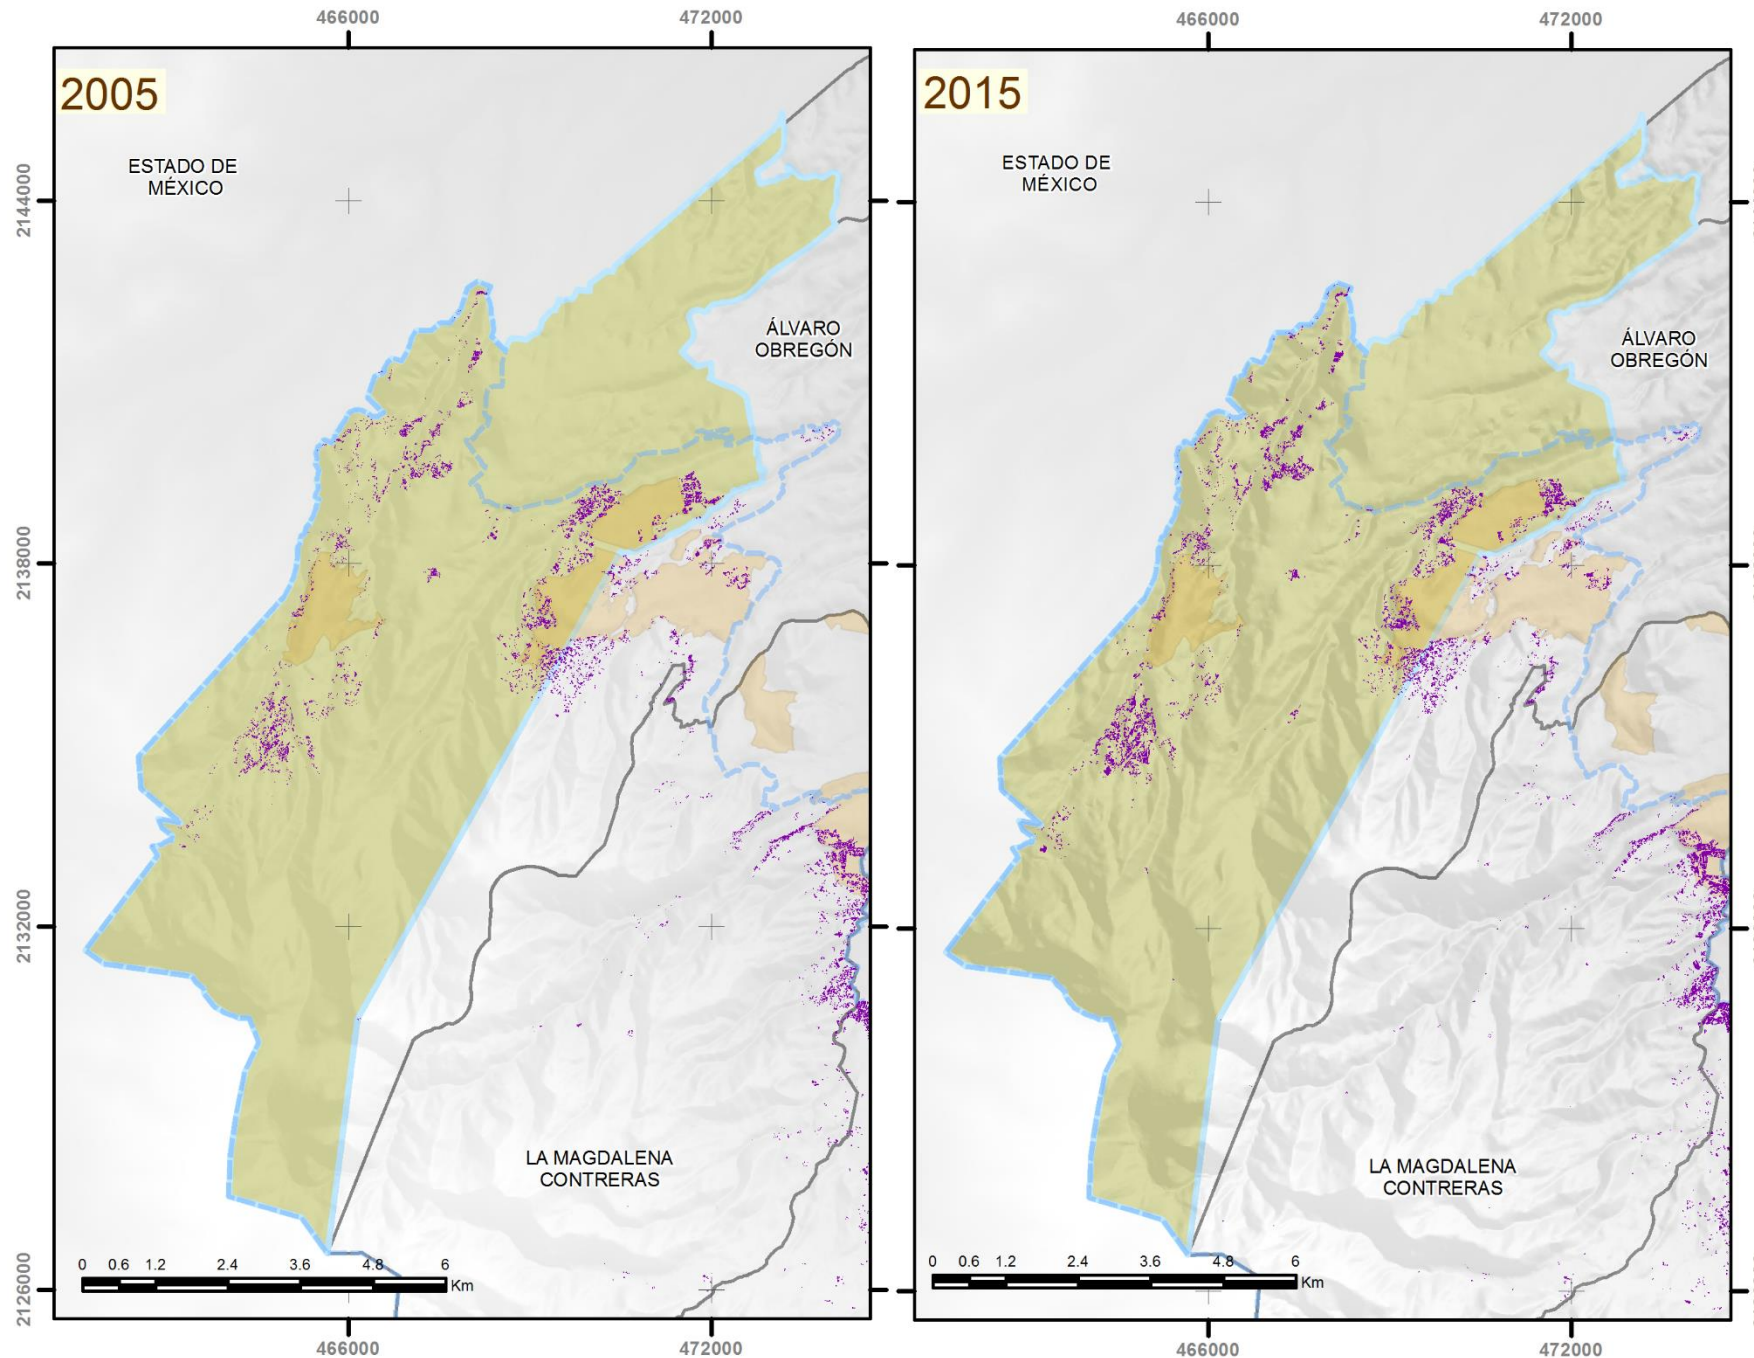 466000 472000 466000 472000
2005 2015
ESTADO DE
MÉXICO
ESTADO DE
MÉXICO
2144000
ÁLVARO
OBREGÓN
ÁLVARO
OBREGÓN
2138000
2132000
LA MAGDALENA
CONTRERAS
LA MAGDALENA
CONTRERAS
0 0.6 1.2 2.4 3.6 4.8 6
Km
0 0.6 1.2 2.4 3.6 4.8 6
Km
2126000
466000 472000 466000 472000